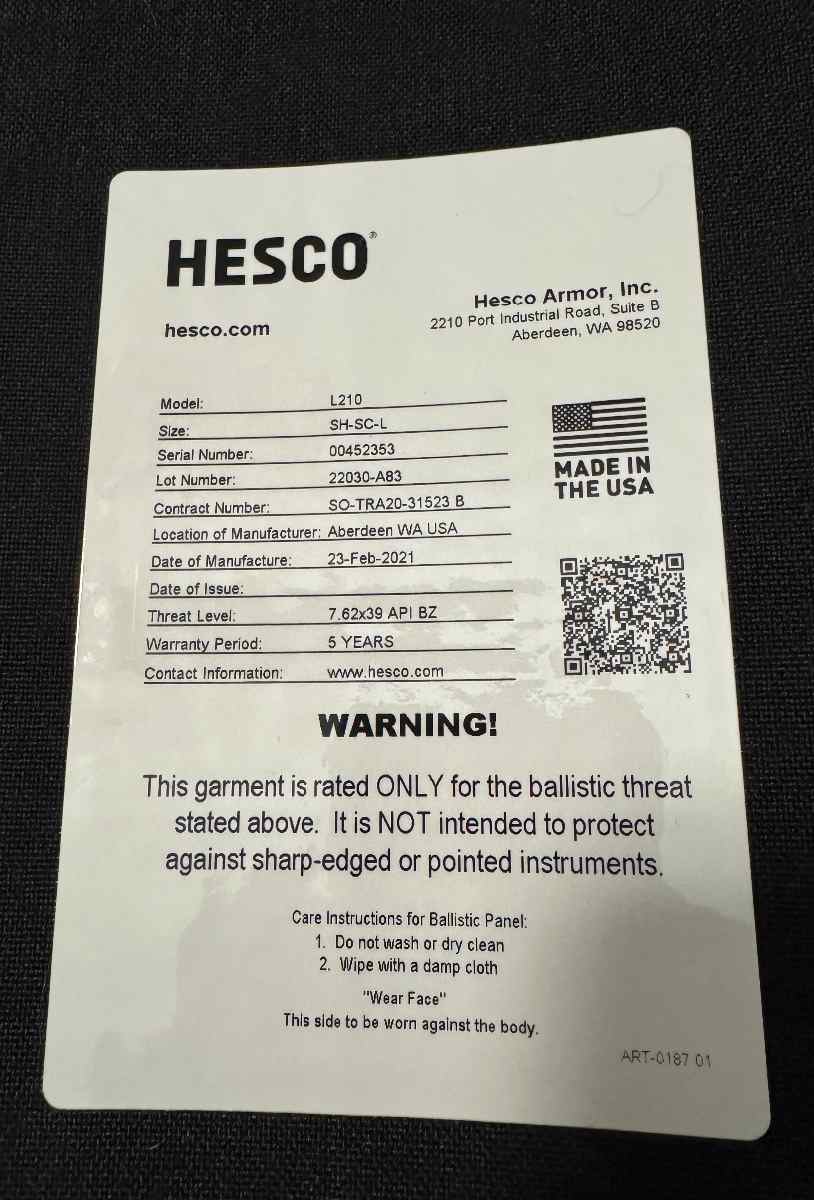 HESCO®
hesco.com
Hesco Armor, Inc.
2210 Port Industrial Road, Suite B
Aberdeen, WA 98520
Model: L210
Size: SH-SC-L
Serial Number: 00452353
Lot Number: 22030-A83
Contract Number: SO-TRA20-31523 B
Location of Manufacturer: Aberdeen WA USA
Date of Manufacture: 23-Feb-2021
Date of Issue:
Threat Level: 7.62x39 API BZ
Warranty Period: 5 YEARS
Contact Information: www.hesco.com
MADE IN
THE USA
WARNING!
This garment is rated ONLY for the ballistic threat
stated above. It is NOT intended to protect
against sharp-edged or pointed instruments.
Care Instructions for Ballistic Panel:
1. Do not wash or dry clean
2. Wipe with a damp cloth
"Wear Face"
This side to be worn against the body.
ART-0187 01